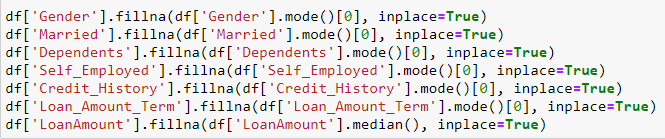 df['Gender'].fillna(df['Gender'].mode()[0], inplace=True)
df['Married'].fillna(df['Married'].mode()[0], inplace=True)
df['Dependents'].fillna(df['Dependents'].mode()[0], inplace=True)
df['Self_Employed'].fillna(df['Self_Employed'].mode()[0], inplace=True)
df['Credit_History'].fillna(df['Credit_History'].mode()[0], inplace=True)
df['Loan_Amount_Term'].fillna(df['Loan_Amount_Term'].mode()[0], inplace=True)
df['LoanAmount'].fillna(df['LoanAmount'].median(), inplace=True)